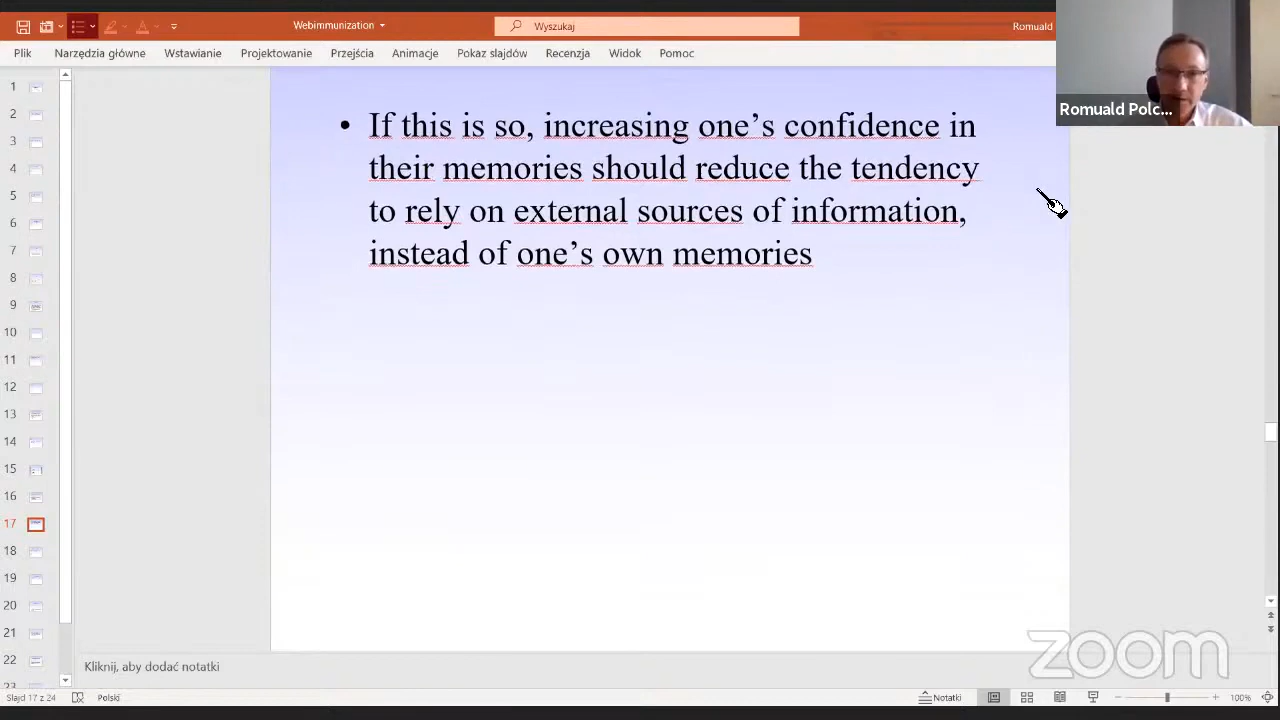 Webimmunization
Wyszukaj
Romuald
Plik Narzędzia główne Wstawianie Projektowanie Przejścia Animacje Pokaz slajdów Recenzja Widok Pomoc
Romuald Polc...
• If this is so, increasing one’s confidence in
their memories should reduce the tendency
to rely on external sources of information,
instead of one’s own memories
1
2
3
4
5
6
7
8
9
10
11
12
13
14
15
16
17
18
19
20
21
22
23
zoom
Kliknij, aby dodać notatki
Slajd 17 z 24 Polski Notatki 100%